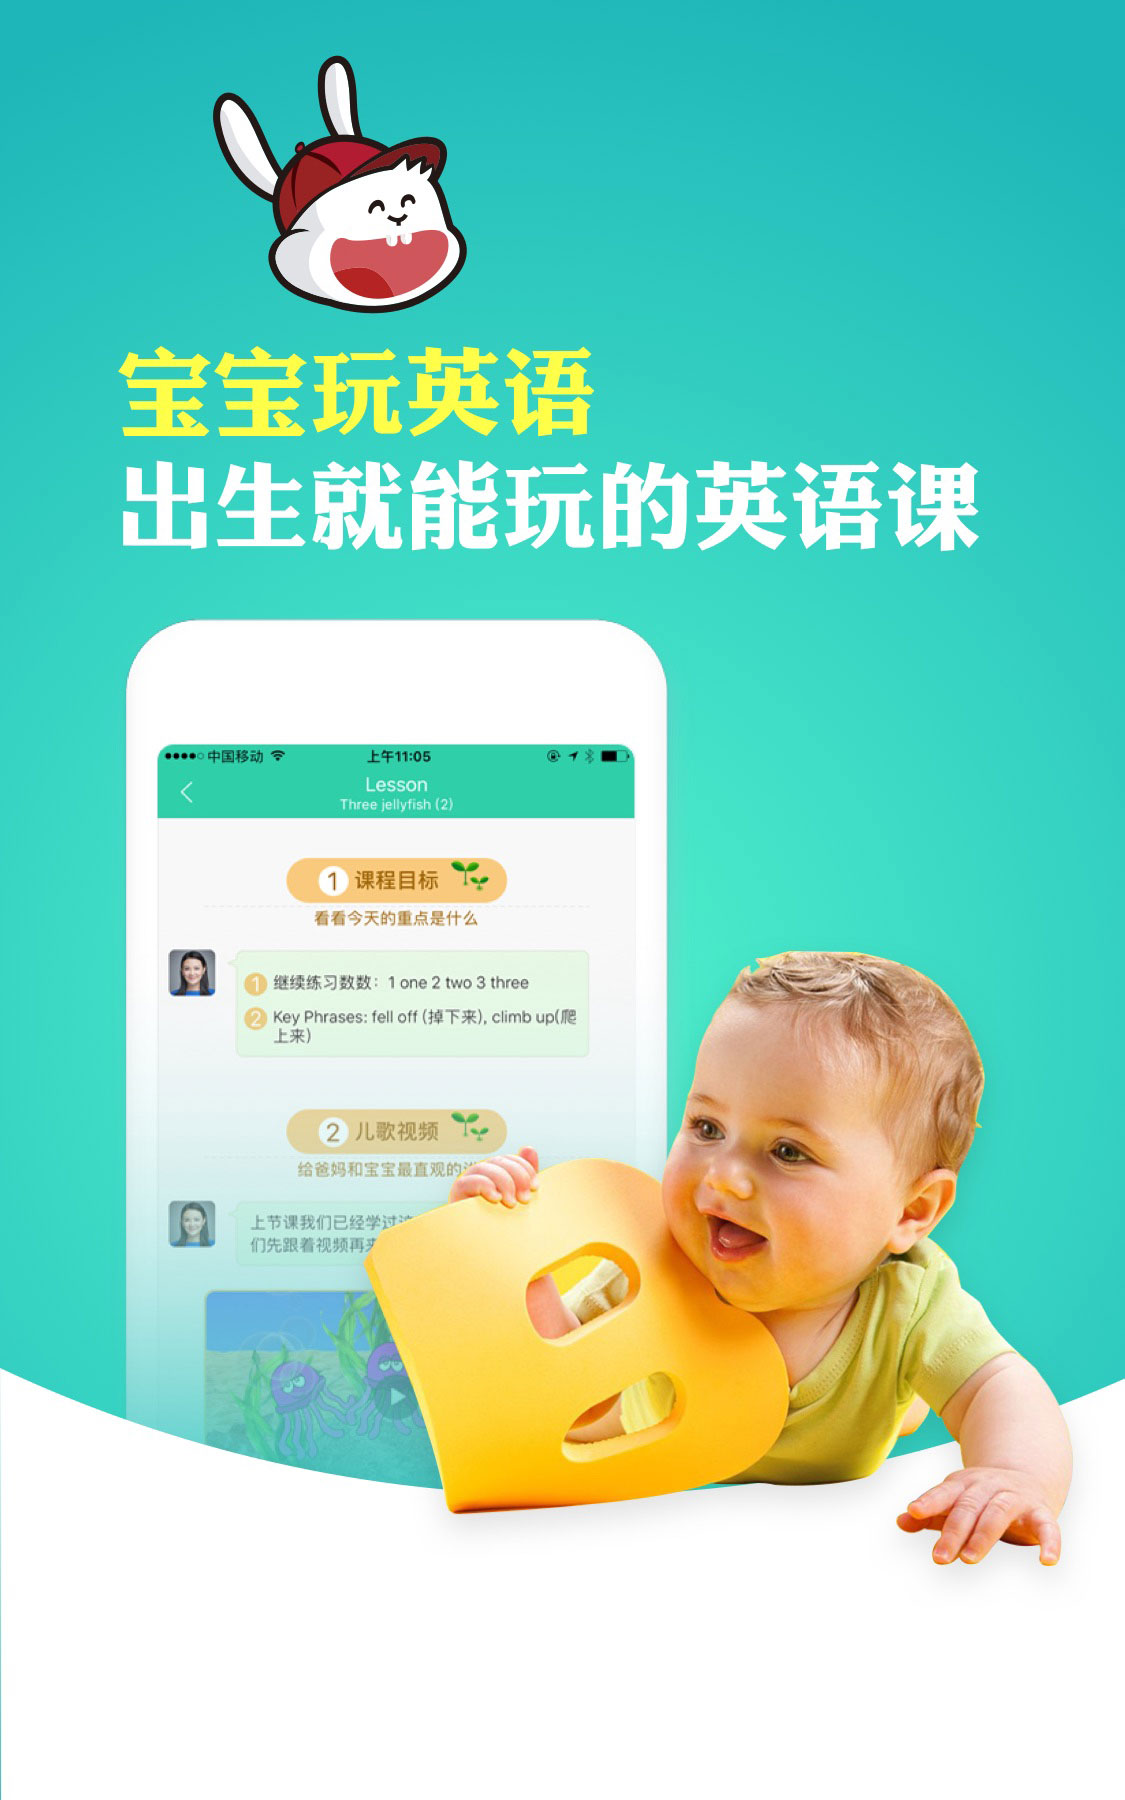 宝宝玩英语
出生就能玩的英语课
中国移动
上午11:05
Lesson
Three jellyfish (2)
1 课程目标
看看今天的重点是什么
1 继续练习数数：1 one 2 two 3 three
2 Key Phrases: fell off (掉下来), climb up(爬
上来)
2 儿歌视频
给爸妈和宝宝最直观的
上节课我们已经学过
们先跟着视频再
B